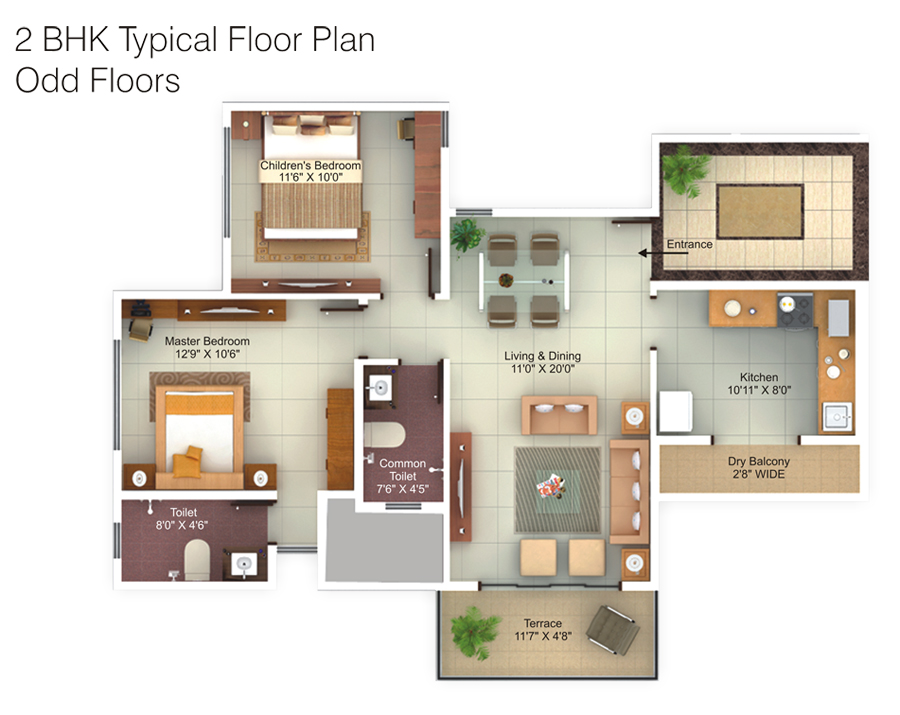 2 BHK Typical Floor Plan
Odd Floors
Children's Bedroom
11'6" X 10'0"
Entrance
Master Bedroom
12'9" X 10'6"
Living & Dining
11'0" X 20'0"
Kitchen
10'11" X 8'0"
Common
Toilet
7'6" X 4'5"
Dry Balcony
2'8" WIDE
Toilet
8'0" X 4'6"
Terrace
11'7" X 4'8"